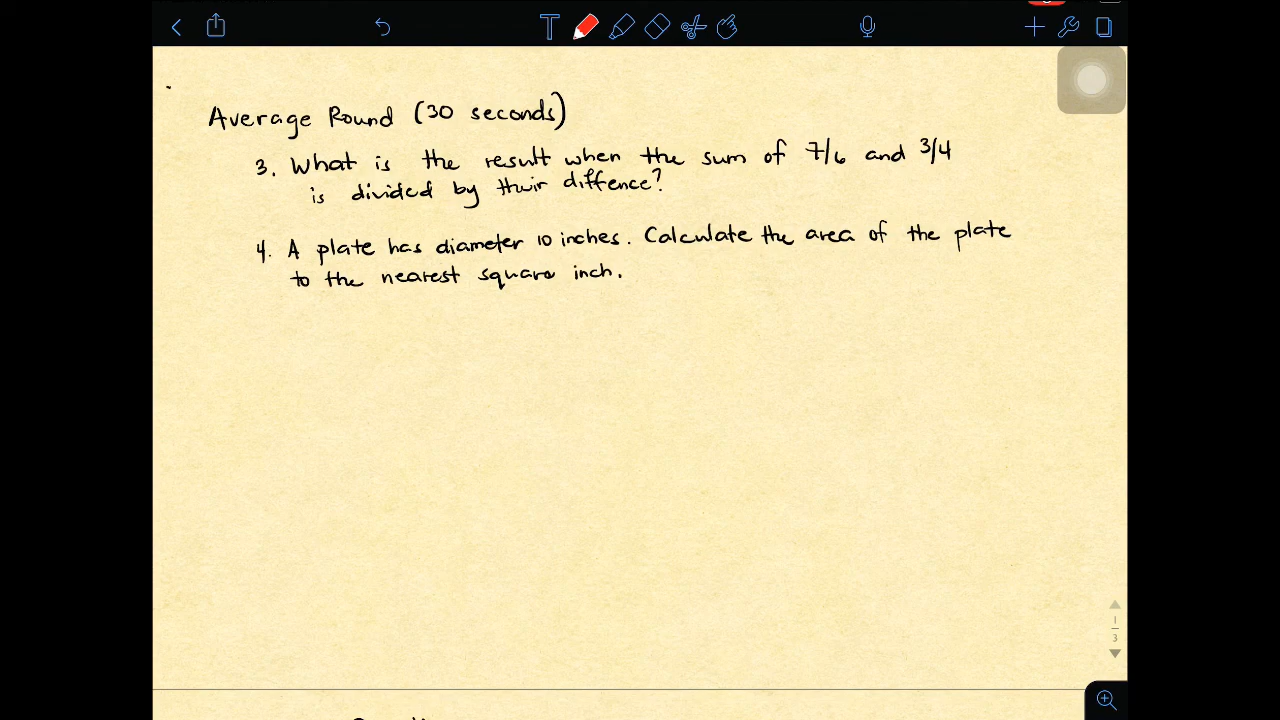 Average Round (30 seconds)
3. What is the result when the sum of 7/6 and 3/4
is divided by their diffence?
4. A plate has diameter 10 inches. Calculate the area of the plate
to the nearest square inch.
1
3